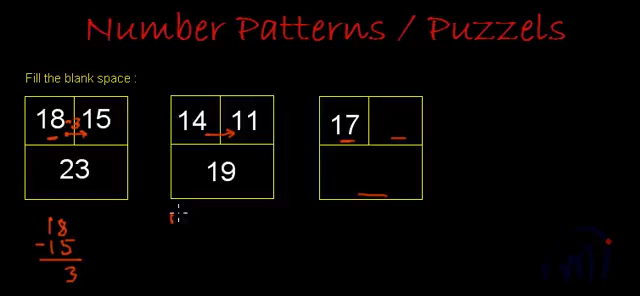 Number Patterns / Puzzels
Fill the blank space :
18 -3 15 14 11 17 _
23 19 _
18
-15
3